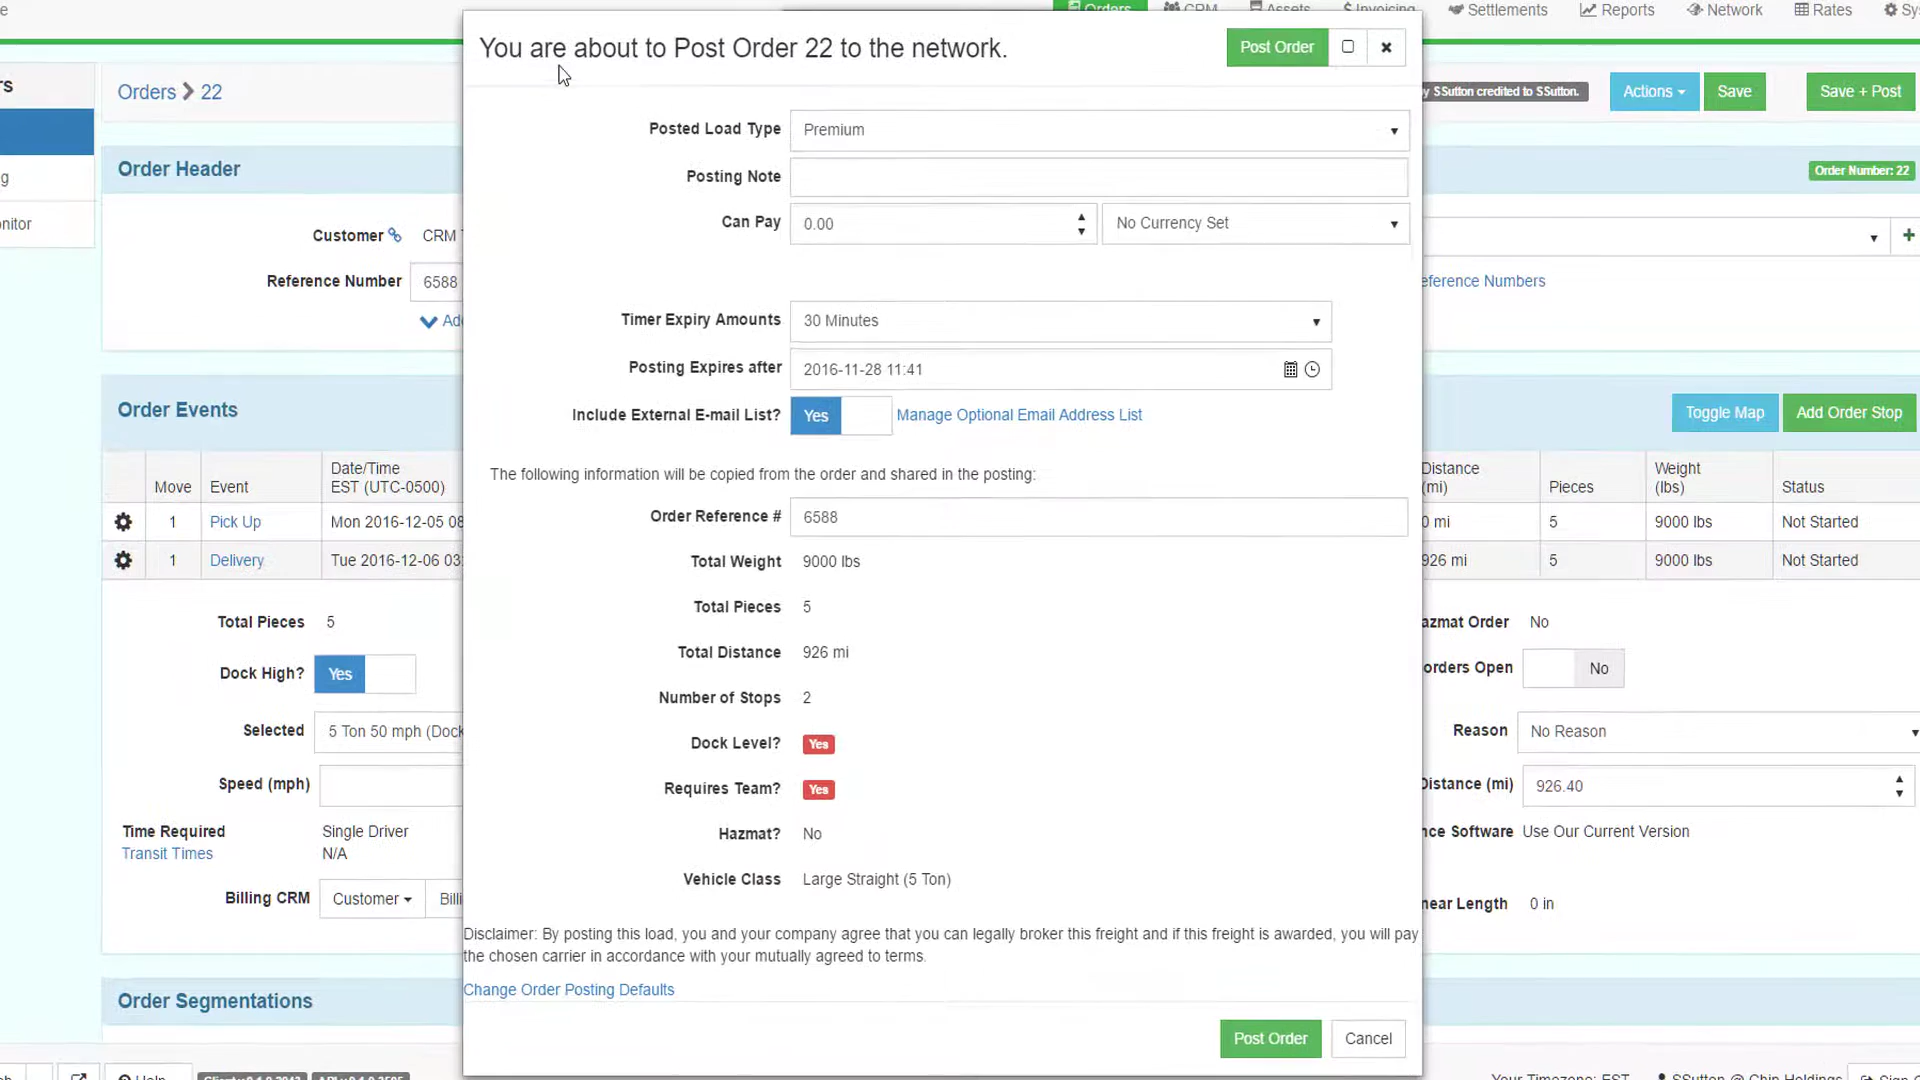 Orders CRM Assets Invoicing Settlements Reports Network Rates
You are about to Post Order 22 to the network. Post Order
Orders 22
SSutton credited to SSutton. Actions Save Save + Post
Posted Load Type Premium
Order Header
Order Number: 22
Posting Note
Can Pay 0.00 No Currency Set
Customer CRM
Reference Number 6588
eference Numbers
Timer Expiry Amounts 30 Minutes
Posting Expires after 2016-11-28 11:41
Include External E-mail List? Yes Manage Optional Email Address List
Order Events
Toggle Map Add Order Stop
The following information will be copied from the order and shared in the posting:
Move Event Date/Time
EST (UTC-0500)
Distance
(mi) Pieces Weight
(lbs) Status
1 Pick Up Mon 2016-12-05 08
0 mi 5 9000 lbs Not Started
1 Delivery Tue 2016-12-06 03:
926 mi 5 9000 lbs Not Started
Order Reference # 6588
Total Weight 9000 lbs
Total Pieces 5
Total Distance 926 mi
Number of Stops 2
Dock Level? Yes
Requires Team? Yes
Hazmat? No
Vehicle Class Large Straight (5 Ton)
Total Pieces 5
Dock High? Yes
Selected 5 Ton 50 mph (Dock
Speed (mph)
Time Required Single Driver
Transit Times N/A
Billing CRM Customer Billi
azmat Order No
orders Open No
Reason No Reason
Distance (mi) 926.40
nce Software Use Our Current Version
near Length 0 in
Disclaimer: By posting this load, you and your company agree that you can legally broker this freight and if this freight is awarded, you will pay
the chosen carrier in accordance with your mutually agreed to terms.
Change Order Posting Defaults
Order Segmentations
Post Order Cancel
Help
Your Timezone: EST SSutton @ Chip Holdings